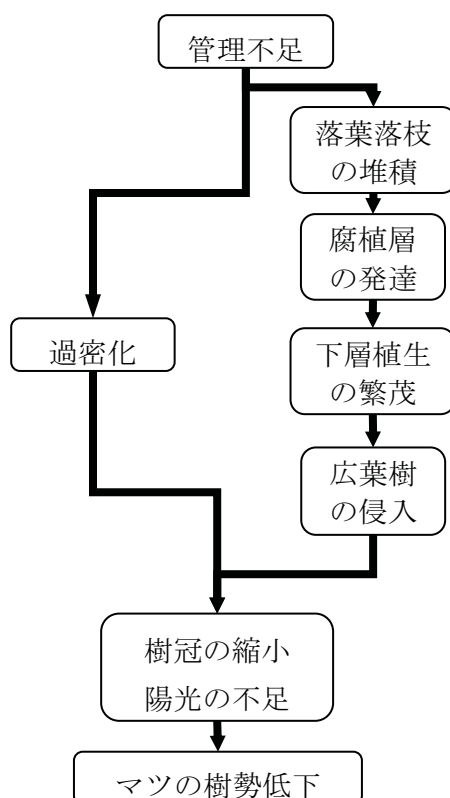 管理不足
落葉落枝
の堆積
腐植層
の発達
過密化
下層植生
の繁茂
広葉樹
の侵入
樹冠の縮小
陽光の不足
マツの樹勢低下